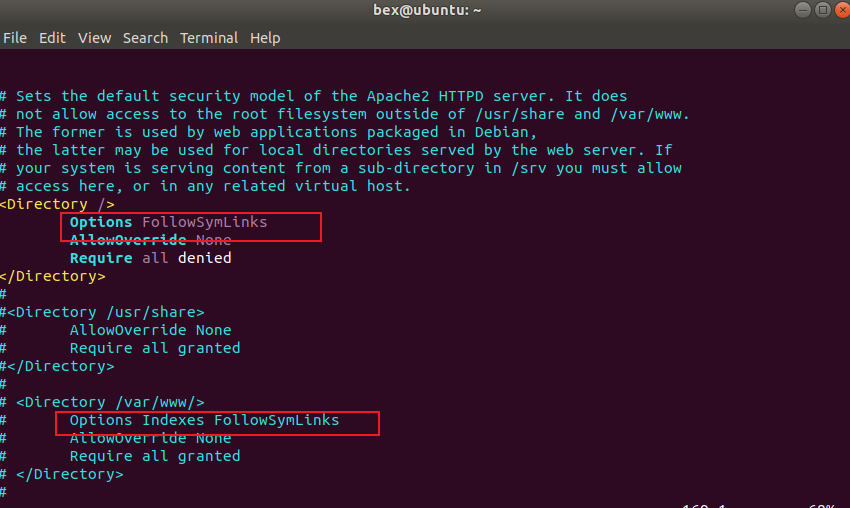 bex@ubuntu: ~
File Edit View Search Terminal Help
# Sets the default security model of the Apache2 HTTPD server. It does
# not allow access to the root filesystem outside of /usr/share and /var/www.
# The former is used by web applications packaged in Debian,
# the latter may be used for local directories served by the web server. If
# your system is serving content from a sub-directory in /srv you must allow
# access here, or in any related virtual host.
<Directory />
        Options FollowSymLinks
        AllowOverride None
        Require all denied
</Directory>
#
#<Directory /usr/share>
#       AllowOverride None
#       Require all granted
#</Directory>
#
# <Directory /var/www/>
#       Options Indexes FollowSymLinks
#       AllowOverride None
#       Require all granted
# </Directory>
#